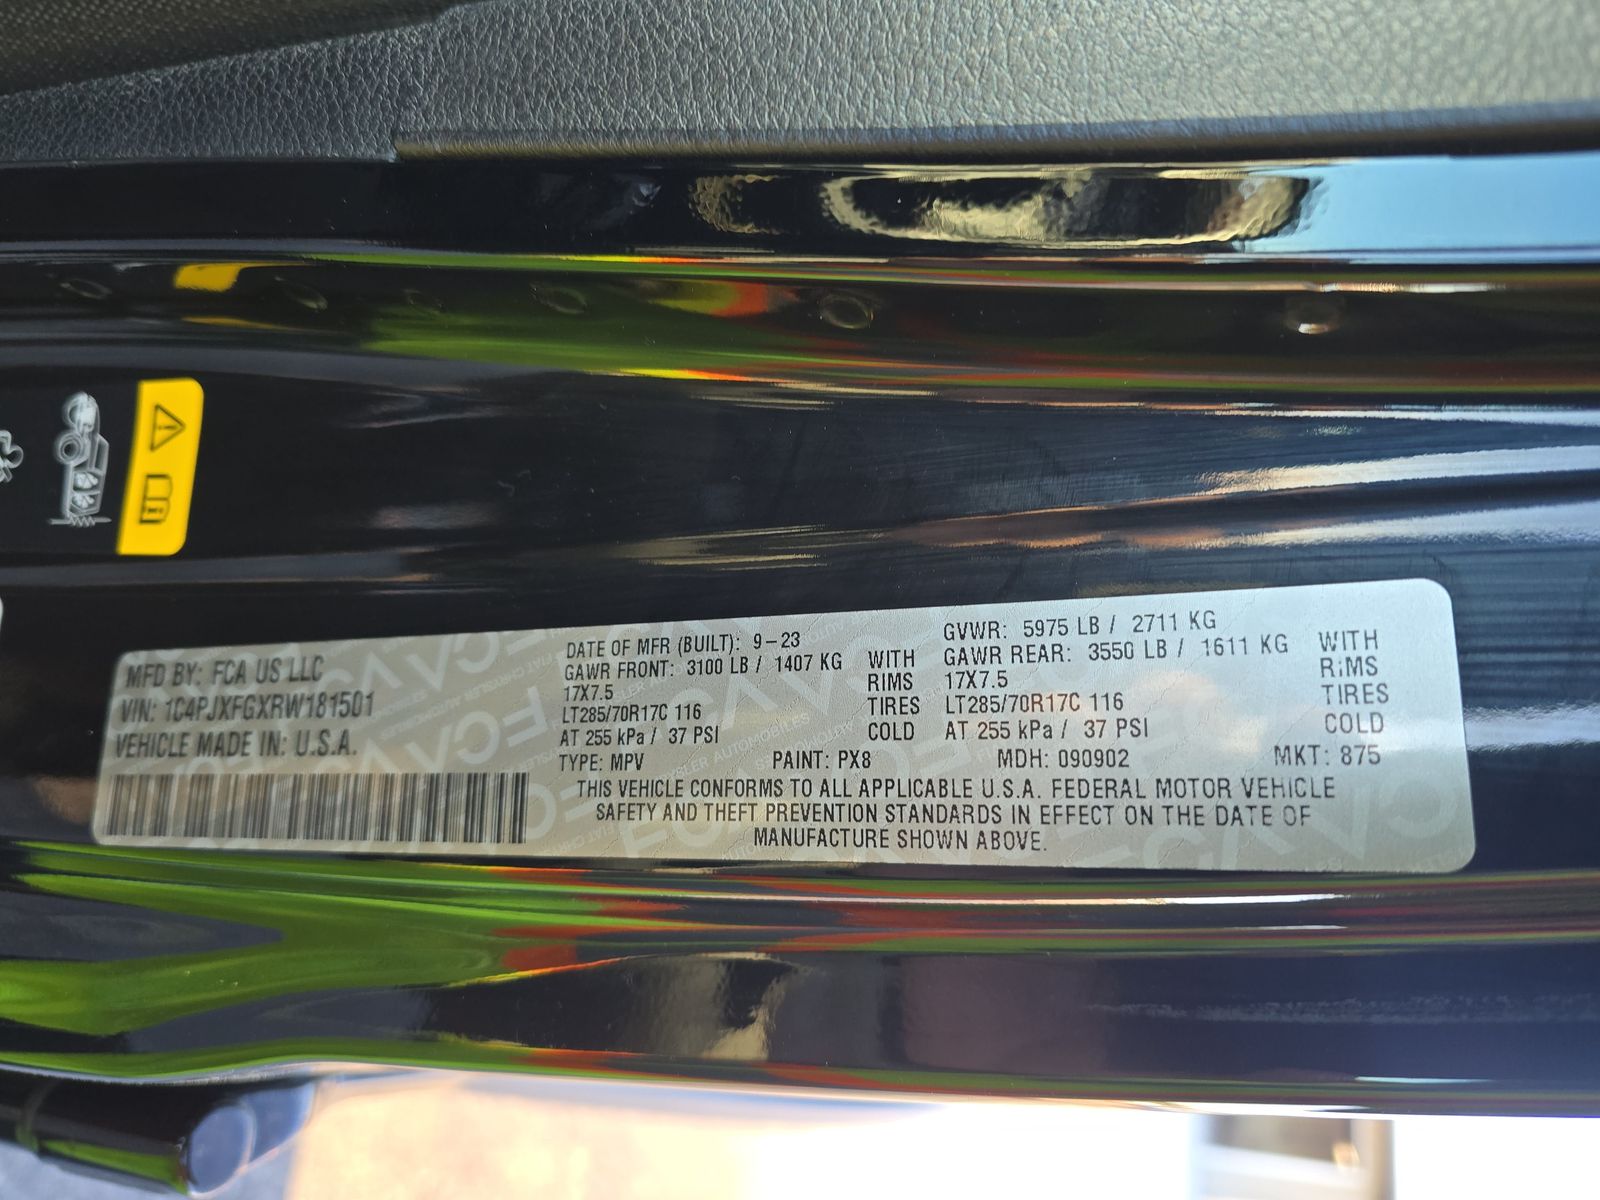 MFD BY: FCA US LLC
VIN: 1C4PJXFGXRW181501
VEHICLE MADE IN: U.S.A.
DATE OF MFR (BUILT): 9-23
GAWR FRONT: 3100 LB / 1407 KG WITH
17X7.5 RIMS
LT285/70R17C 116 TIRES
AT 255 kPa / 37 PSI COLD
GVWR: 5975 LB / 2711 KG
GAWR REAR: 3550 LB / 1611 KG WITH
17X7.5 RIMS
LT285/70R17C 116 TIRES
AT 255 kPa / 37 PSI COLD
TYPE: MPV PAINT: PX8 MDH: 090902 MKT: 875
THIS VEHICLE CONFORMS TO ALL APPLICABLE U.S.A. FEDERAL MOTOR VEHICLE
SAFETY AND THEFT PREVENTION STANDARDS IN EFFECT ON THE DATE OF
MANUFACTURE SHOWN ABOVE.